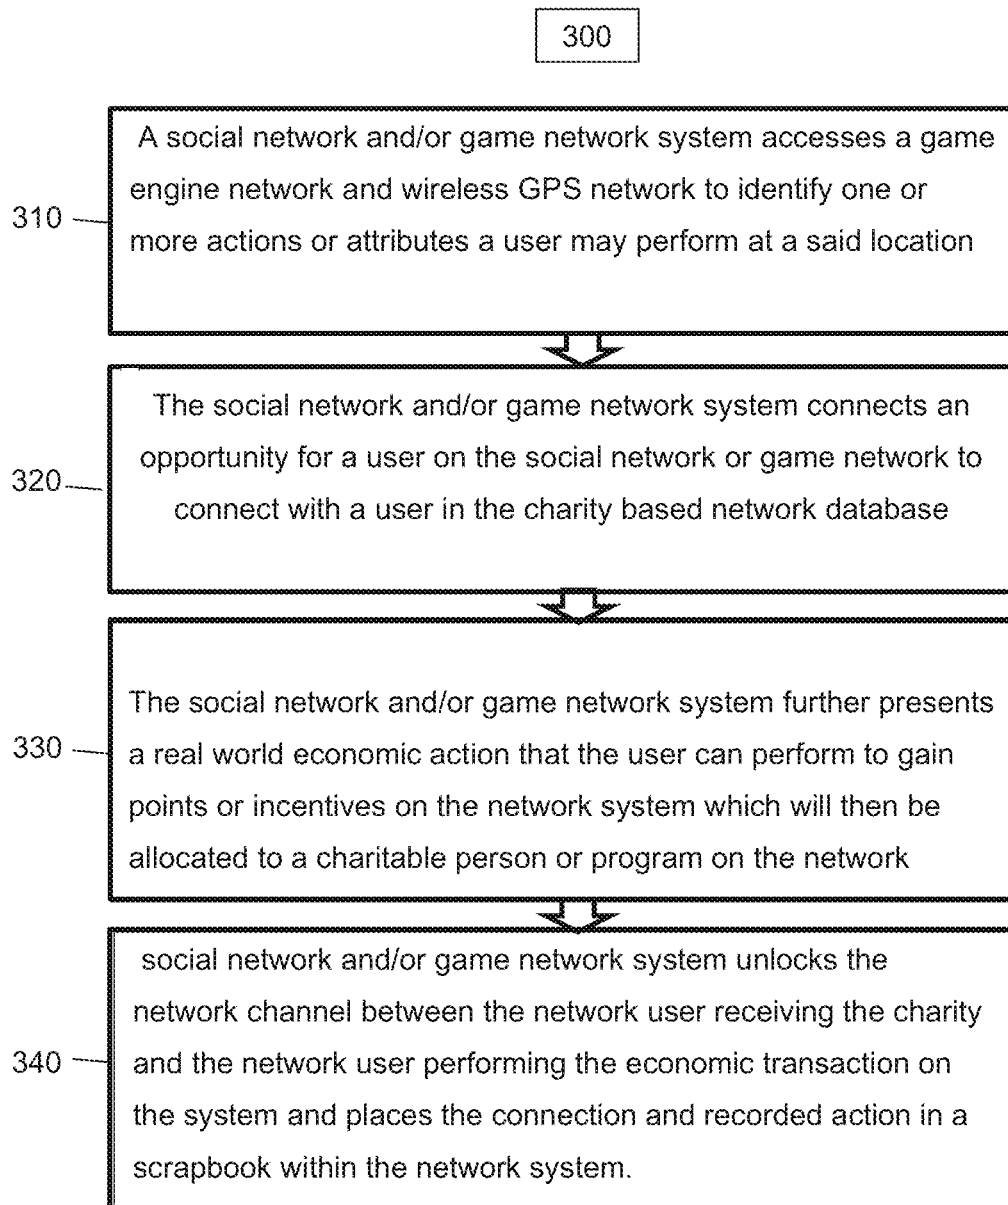 300
310
A social network and/or game network system accesses a game
engine network and wireless GPS network to identify one or
more actions or attributes a user may perform at a said location
320
The social network and/or game network system connects an
opportunity for a user on the social network or game network to
connect with a user in the charity based network database
330
The social network and/or game network system further presents
a real world economic action that the user can perform to gain
points or incentives on the network system which will then be
allocated to a charitable person or program on the network
340
social network and/or game network system unlocks the
network channel between the network user receiving the charity
and the network user performing the economic transaction on
the system and places the connection and recorded action in a
scrapbook within the network system.